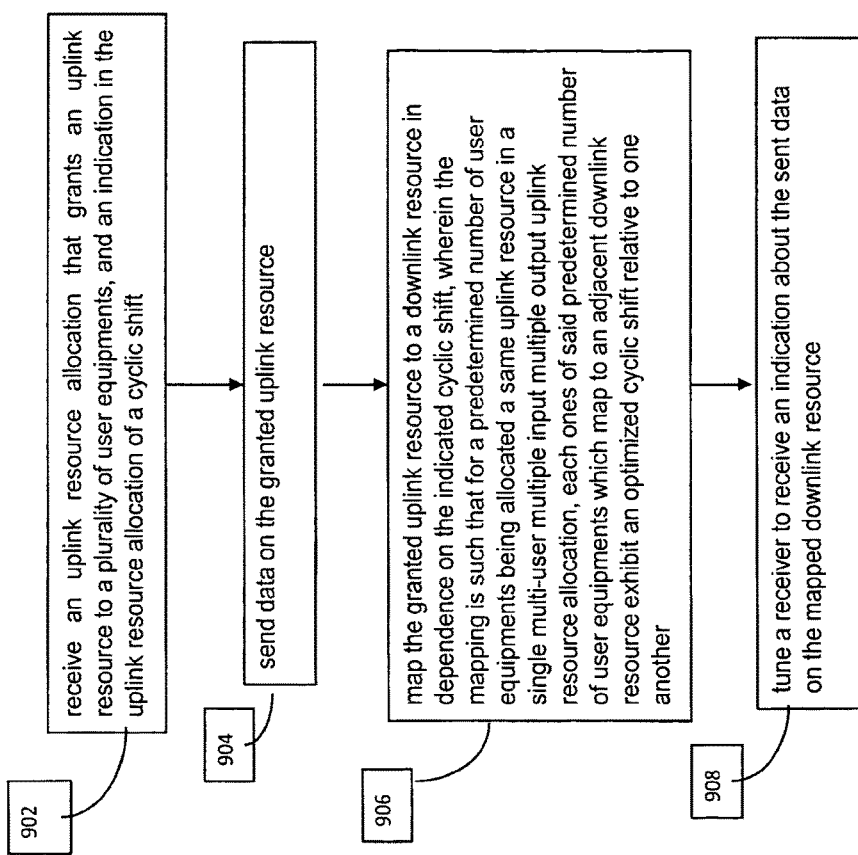 902
receive an uplink resource allocation that grants an uplink
resource to a plurality of user equipments, and an indication in the
uplink resource allocation of a cyclic shift
904
send data on the granted uplink resource
906
map the granted uplink resource to a downlink resource in
dependence on the indicated cyclic shift, wherein the
mapping is such that for a predetermined number of user
equipments being allocated a same uplink resource in a
single multi-user multiple input multiple output uplink
resource allocation, each ones of said predetermined number
of user equipments which map to an adjacent downlink
resource exhibit an optimized cyclic shift relative to one
another
908
tune a receiver to receive an indication about the sent data
on the mapped downlink resource